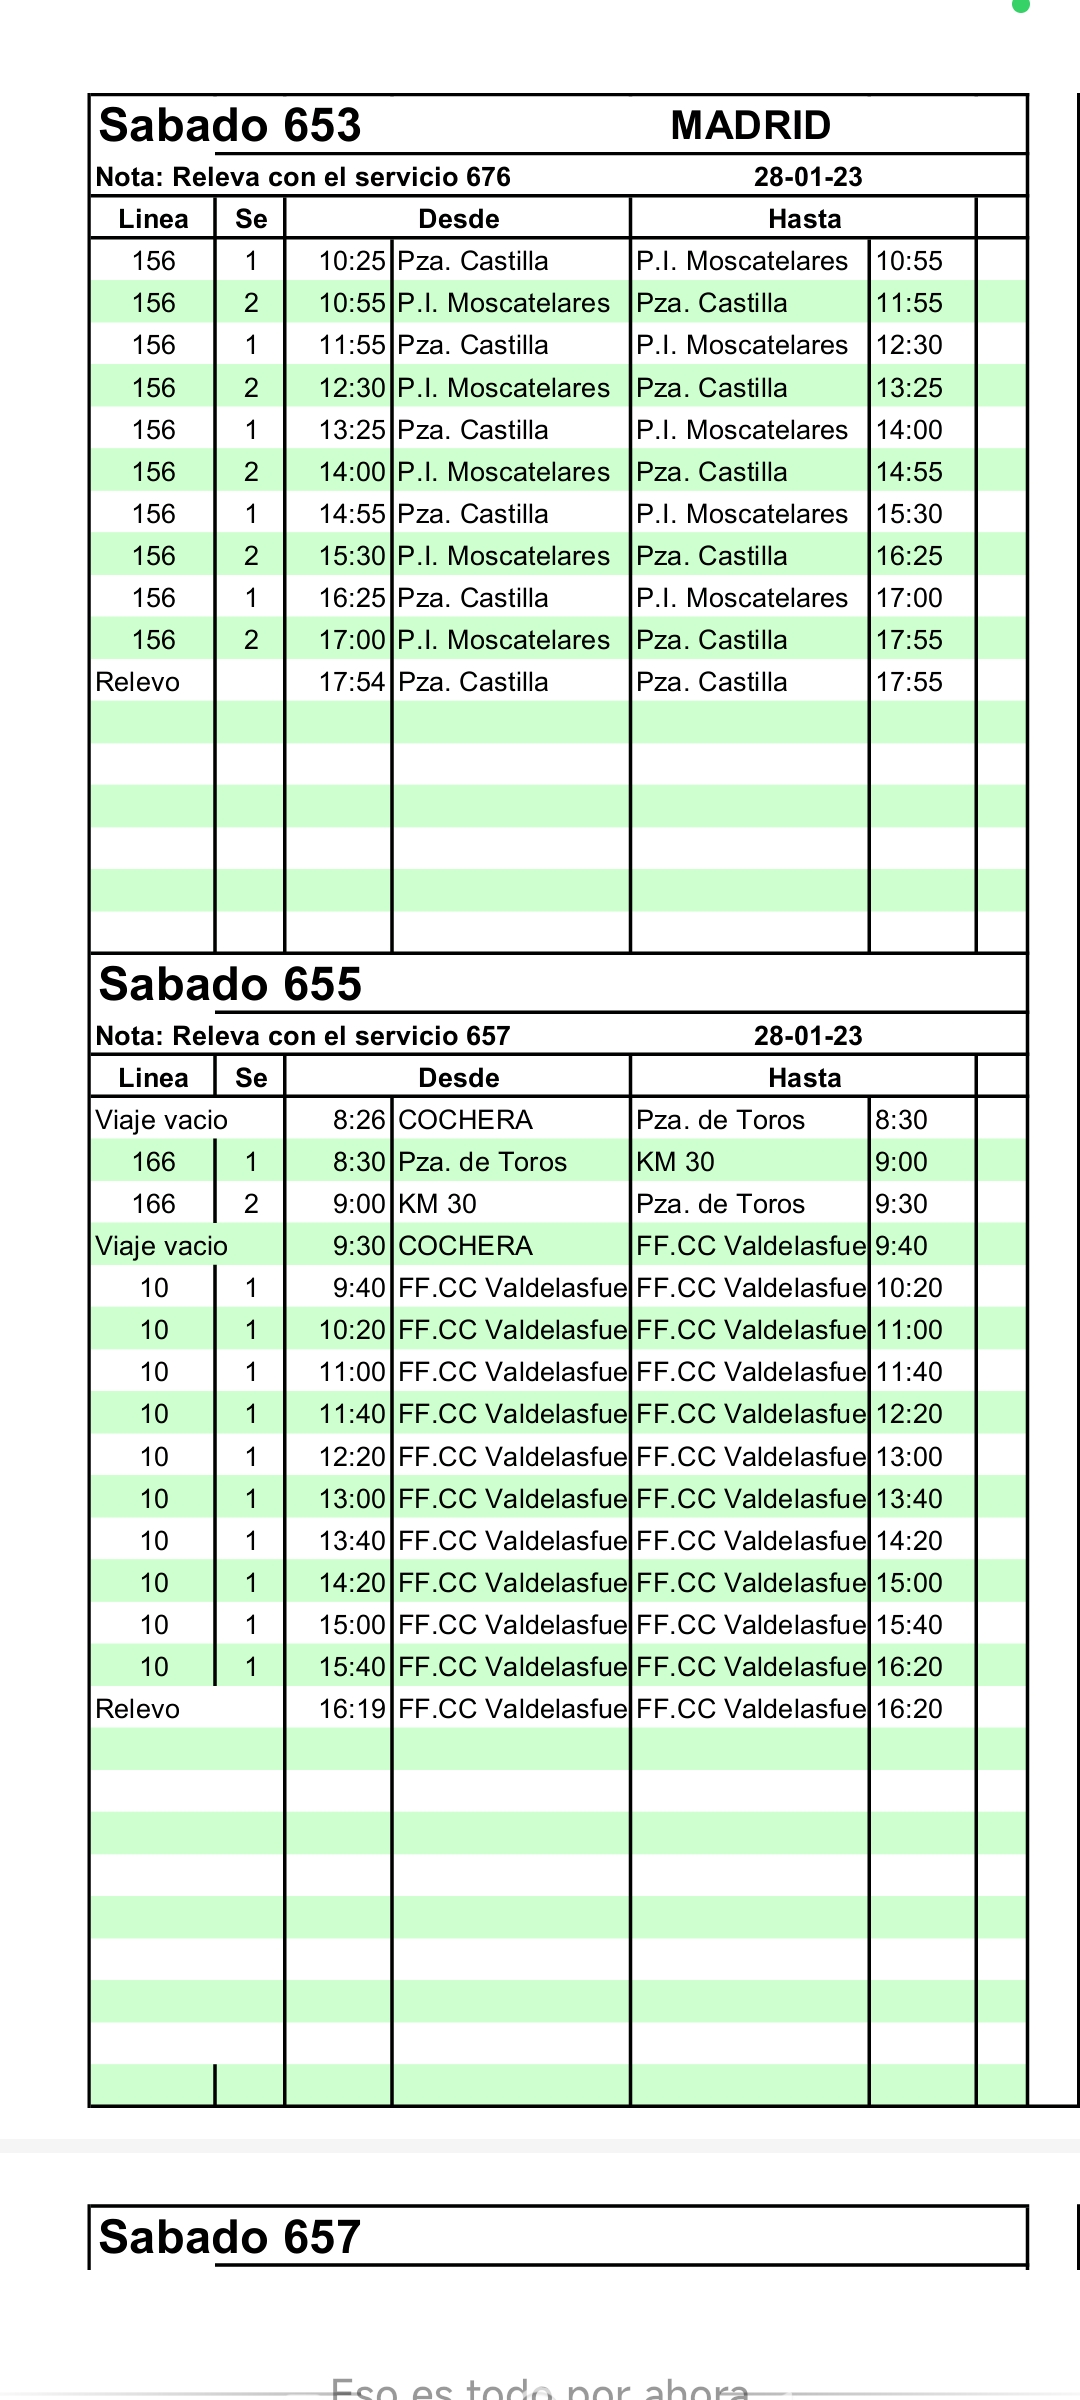 Sabado 653 MADRID
Nota: Releva con el servicio 676 28-01-23
Linea Se Desde Hasta
156 1 10:25 Pza. Castilla P.I. Moscatelares 10:55
156 2 10:55 P.I. Moscatelares Pza. Castilla 11:55
156 1 11:55 Pza. Castilla P.I. Moscatelares 12:30
156 2 12:30 P.I. Moscatelares Pza. Castilla 13:25
156 1 13:25 Pza. Castilla P.I. Moscatelares 14:00
156 2 14:00 P.I. Moscatelares Pza. Castilla 14:55
156 1 14:55 Pza. Castilla P.I. Moscatelares 15:30
156 2 15:30 P.I. Moscatelares Pza. Castilla 16:25
156 1 16:25 Pza. Castilla P.I. Moscatelares 17:00
156 2 17:00 P.I. Moscatelares Pza. Castilla 17:55
Relevo 17:54 Pza. Castilla Pza. Castilla 17:55
Sabado 655
Nota: Releva con el servicio 657 28-01-23
Linea Se Desde Hasta
Viaje vacio 8:26 COCHERA Pza. de Toros 8:30
166 1 8:30 Pza. de Toros KM 30 9:00
166 2 9:00 KM 30 Pza. de Toros 9:30
Viaje vacio 9:30 COCHERA FF.CC Valdelasfue 9:40
10 1 9:40 FF.CC Valdelasfue FF.CC Valdelasfue 10:20
10 1 10:20 FF.CC Valdelasfue FF.CC Valdelasfue 11:00
10 1 11:00 FF.CC Valdelasfue FF.CC Valdelasfue 11:40
10 1 11:40 FF.CC Valdelasfue FF.CC Valdelasfue 12:20
10 1 12:20 FF.CC Valdelasfue FF.CC Valdelasfue 13:00
10 1 13:00 FF.CC Valdelasfue FF.CC Valdelasfue 13:40
10 1 13:40 FF.CC Valdelasfue FF.CC Valdelasfue 14:20
10 1 14:20 FF.CC Valdelasfue FF.CC Valdelasfue 15:00
10 1 15:00 FF.CC Valdelasfue FF.CC Valdelasfue 15:40
10 1 15:40 FF.CC Valdelasfue FF.CC Valdelasfue 16:20
Relevo 16:19 FF.CC Valdelasfue FF.CC Valdelasfue 16:20
Sabado 657
Eso es todo por ahora